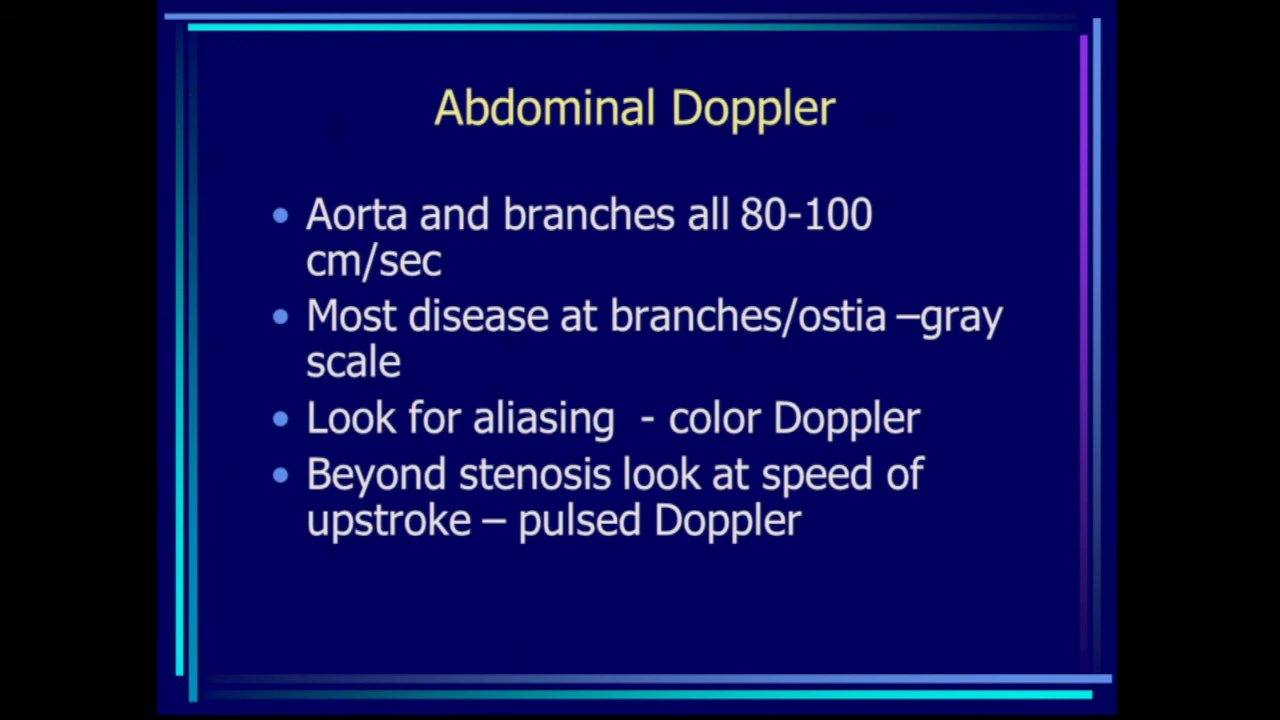 Abdominal Doppler
• Aorta and branches all 80-100
cm/sec
• Most disease at branches/ostia –gray
scale
• Look for aliasing - color Doppler
• Beyond stenosis look at speed of
upstroke – pulsed Doppler